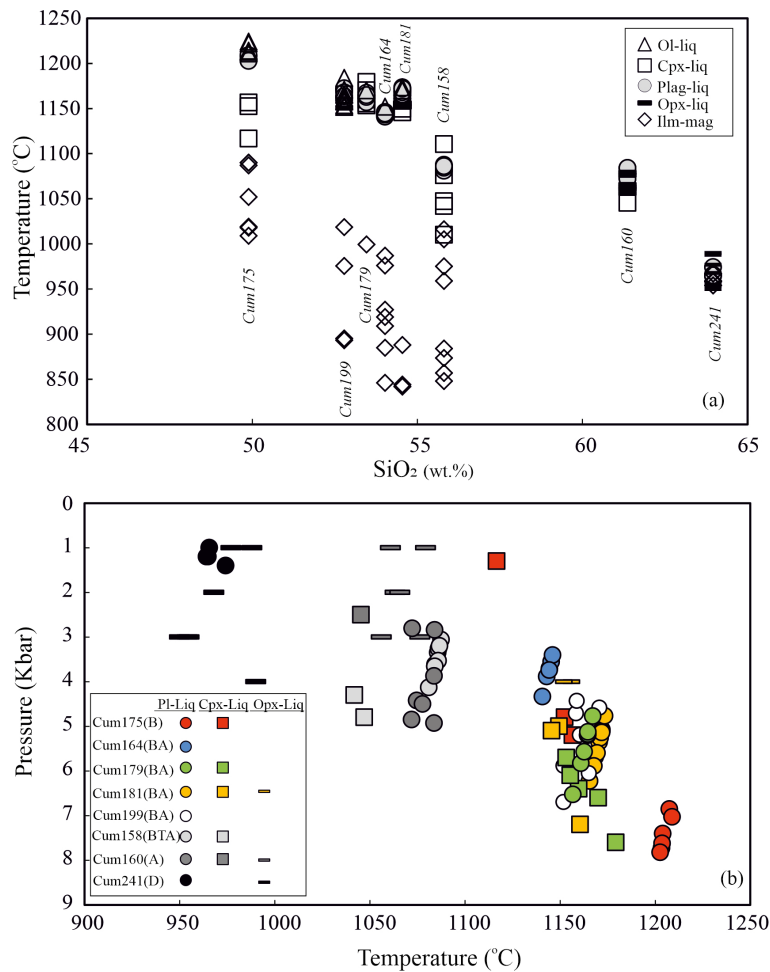 1250
1200
1150
1100
1050
1000
950
900
850
800
Temperature (°C)
Cum164
Cum181
Cum158
Cum175
Cum199
Cum179
Cum160
Cum241
Ol-liq
Cpx-liq
Plag-liq
Opx-liq
Ilm-mag
(a)
45 50 55 60 65
SiO₂ (wt.%)
0
1
2
3
4
5
6
7
8
9
Pressure (Kbar)
Pl-Liq Cpx-Liq Opx-Liq
Cum175(B)
Cum164(BA)
Cum179(BA)
Cum181(BA)
Cum199(BA)
Cum158(BTA)
Cum160(A)
Cum241(D)
(b)
900 950 1000 1050 1100 1150 1200 1250
Temperature (°C)